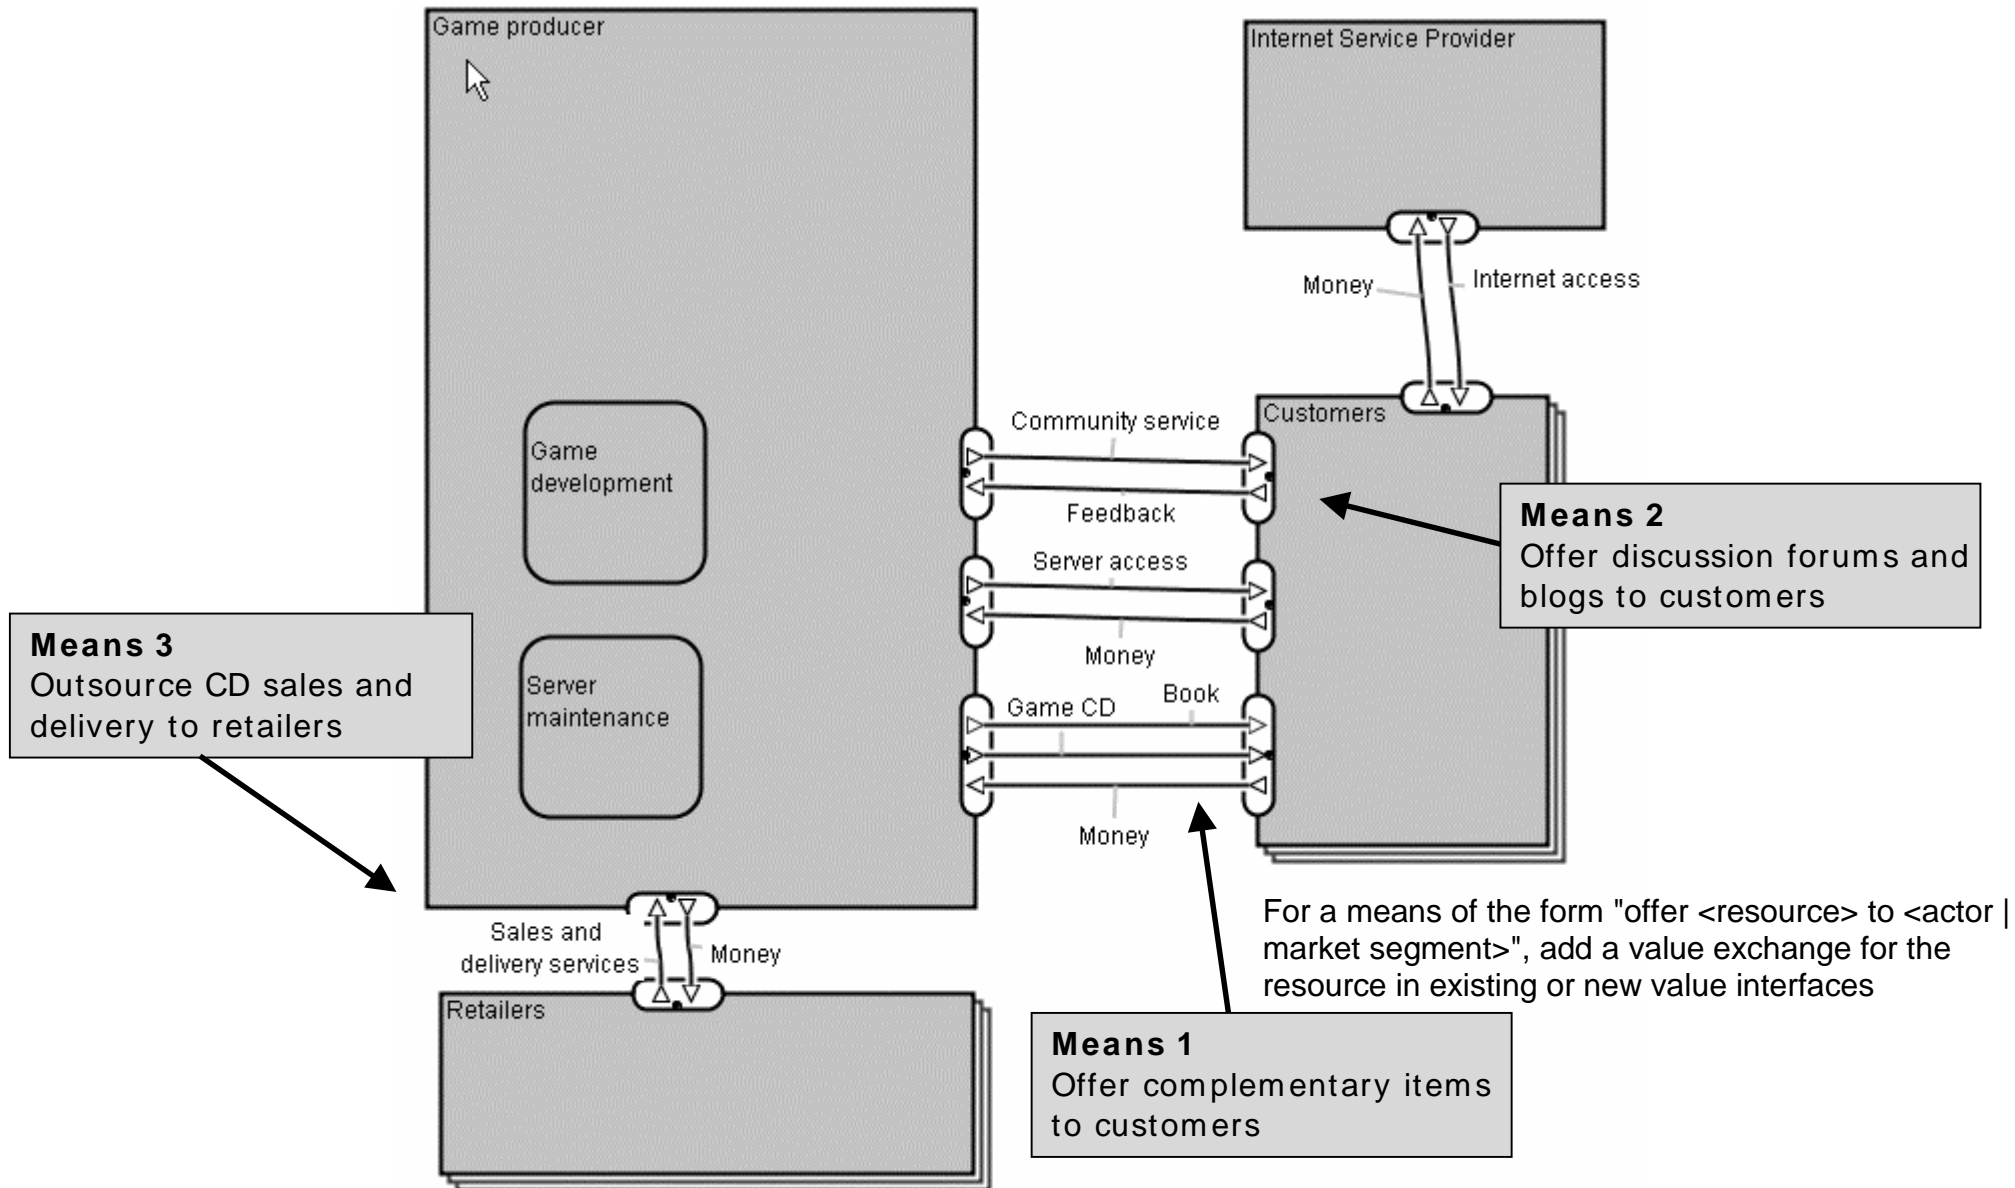 Game producer
Internet Service Provider
Money
Internet access
Customers
Community service
Feedback
Game
development
Server access
Money
Means 2
Offer discussion forums and
blogs to customers
Means 3
Outsource CD sales and
delivery to retailers
Server
maintenance
Game CD
Book
Money
Sales and
delivery services
Money
Retailers
For a means of the form "offer <resource> to <actor |
market segment>", add a value exchange for the
resource in existing or new value interfaces
Means 1
Offer complementary items
to customers